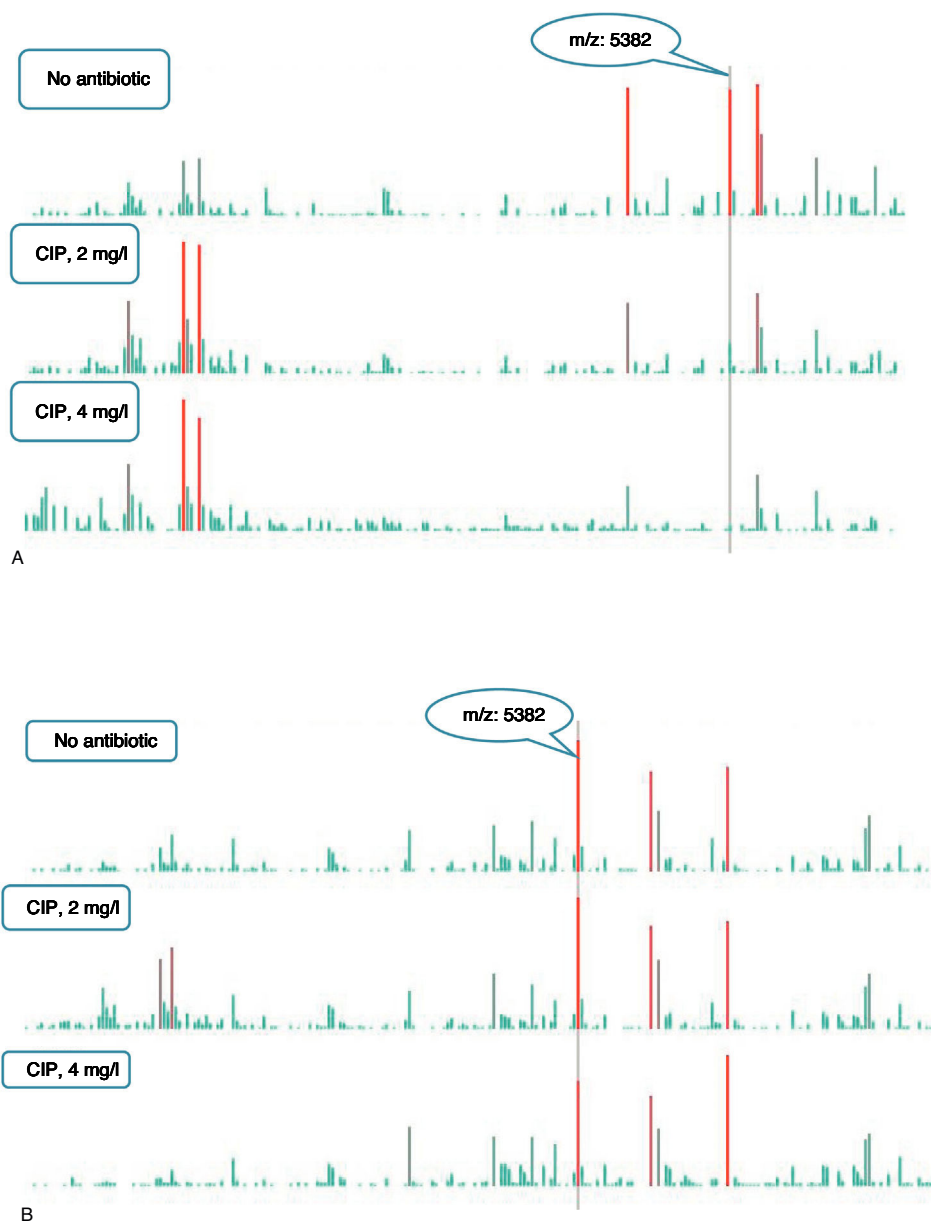 m/z: 5382
No antibiotic
CIP, 2 mg/l
CIP, 4 mg/l
A
m/z: 5382
No antibiotic
CIP, 2 mg/l
CIP, 4 mg/l
B